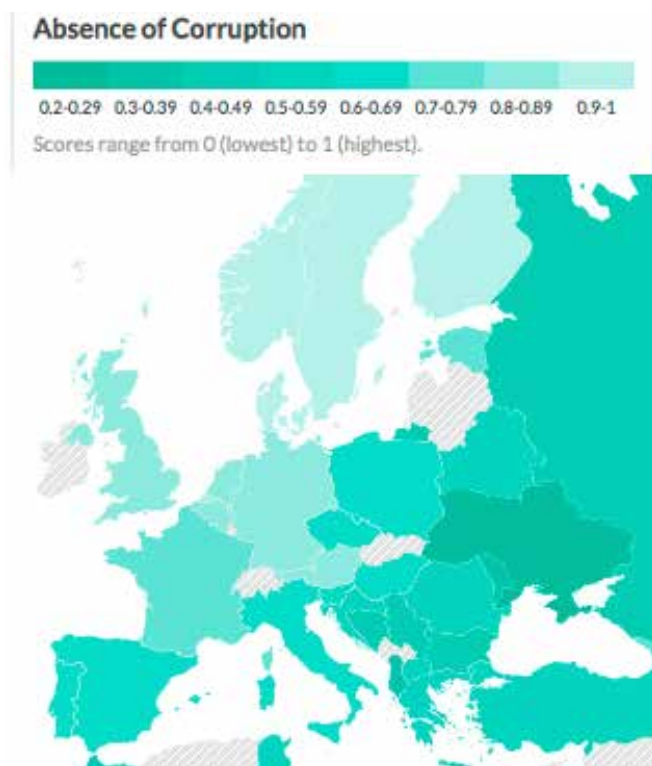 Absence of Corruption
0.2-0.29 0.3-0.39 0.4-0.49 0.5-0.59 0.6-0.69 0.7-0.79 0.8-0.89 0.9-1
Scores range from 0 (lowest) to 1 (highest).